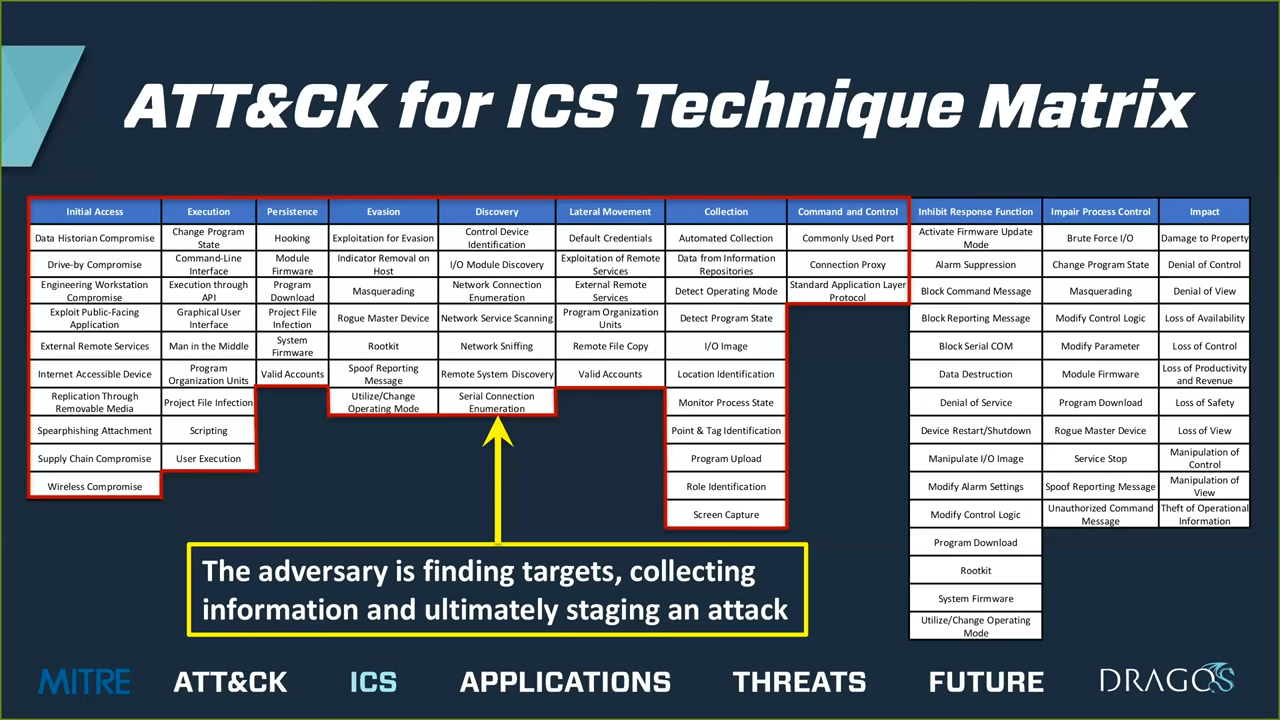 ATT&CK for ICS Technique Matrix
Initial Access
Data Historian Compromise
Drive-by Compromise
Engineering Workstation
Compromise
Exploit Public-Facing
Application
External Remote Services
Internet Accessible Device
Replication Through
Removable Media
Spearphishing Attachment
Supply Chain Compromise
Wireless Compromise
Execution
Change Program
State
Command-Line
Interface
Execution through
API
Graphical User
Interface
Man in the Middle
Program
Organization Units
Project File Infection
Scripting
User Execution
Persistence
Hooking
Module
Firmware
Program
Download
Project File
Infection
System
Firmware
Valid Accounts
Evasion
Exploitation for Evasion
Indicator Removal on
Host
Masquerading
Rogue Master Device
Rootkit
Spoof Reporting
Message
Utilize/Change
Operating Mode
Discovery
Control Device
Identification
I/O Module Discovery
Network Connection
Enumeration
Network Service Scanning
Network Sniffing
Remote System Discovery
Serial Connection
Enumeration
Lateral Movement
Default Credentials
Exploitation of Remote
Services
External Remote
Services
Program Organization
Units
Remote File Copy
Valid Accounts
Collection
Automated Collection
Data from Information
Repositories
Detect Operating Mode
Detect Program State
I/O Image
Location Identification
Monitor Process State
Point & Tag Identification
Program Upload
Role Identification
Screen Capture
Command and Control
Commonly Used Port
Connection Proxy
Standard Application Layer
Protocol
Inhibit Response Function
Activate Firmware Update
Mode
Alarm Suppression
Block Command Message
Block Reporting Message
Block Serial COM
Data Destruction
Denial of Service
Device Restart/Shutdown
Manipulate I/O Image
Modify Alarm Settings
Modify Control Logic
Program Download
Rootkit
System Firmware
Utilize/Change Operating
Mode
Impair Process Control
Brute Force I/O
Change Program State
Masquerading
Modify Control Logic
Modify Parameter
Module Firmware
Program Download
Rogue Master Device
Service Stop
Spoof Reporting Message
Unauthorized Command
Message
Impact
Damage to Property
Denial of Control
Denial of View
Loss of Availability
Loss of Control
Loss of Productivity
and Revenue
Loss of Safety
Loss of View
Manipulation of
Control
Manipulation of
View
Theft of Operational
Information
The adversary is finding targets, collecting
information and ultimately staging an attack
MITRE ATT&CK ICS APPLICATIONS THREATS FUTURE DRAGOS